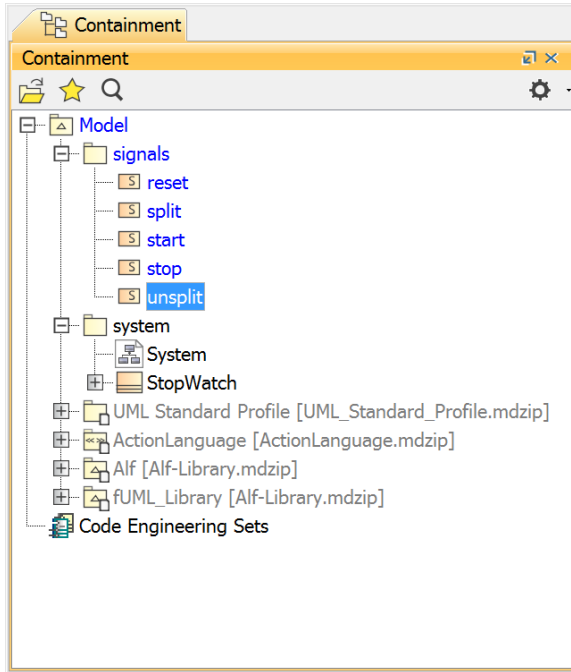 Containment
Containment
Model
signals
S reset
S split
S start
S stop
S unsplit
system
System
StopWatch
UML Standard Profile [UML_Standard_Profile.mdzip]
«» ActionLanguage [ActionLanguage.mdzip]
Alf [Alf-Library.mdzip]
fUML_Library [Alf-Library.mdzip]
Code Engineering Sets